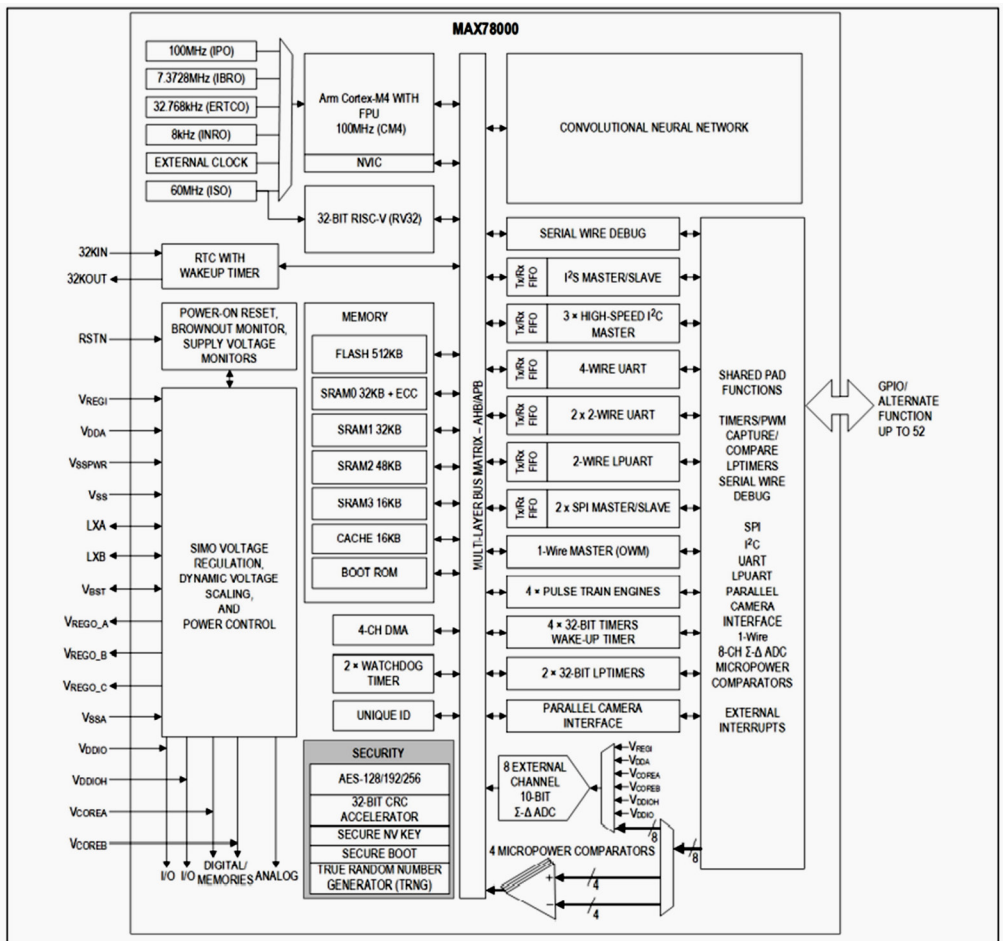 MAX78000
100MHz (IPO)
7.3728MHz (IBRO)
32.768kHz (ERTCO)
8kHz (INRO)
EXTERNAL CLOCK
60MHz (ISO)
Arm Cortex-M4 WITH
FPU
100MHz (CM4)
NVIC
32-BIT RISC-V (RV32)
CONVOLUTIONAL NEURAL NETWORK
32KIN
32KOUT
RTC WITH
WAKEUP TIMER
RSTN
POWER-ON RESET,
BROWNOUT MONITOR,
SUPPLY VOLTAGE
MONITORS
VREGI
VDDA
VSSPWR
VSS
LXA
LXB
VBST
VREGO_A
VREGO_B
VREGO_C
VSSA
VDDIO
VDDIOH
VCOREA
VCOREB
SIMO VOLTAGE
REGULATION,
DYNAMIC VOLTAGE
SCALING,
AND
POWER CONTROL
I/O
I/O
DIGITAL/
MEMORIES
ANALOG
MEMORY
FLASH 512KB
SRAM0 32KB + ECC
SRAM1 32KB
SRAM2 48KB
SRAM3 16KB
CACHE 16KB
BOOT ROM
4-CH DMA
2 × WATCHDOG
TIMER
UNIQUE ID
SECURITY
AES-128/192/256
32-BIT CRC
ACCELERATOR
SECURE NV KEY
SECURE BOOT
TRUE RANDOM NUMBER
GENERATOR (TRNG)
MULTI-LAYER BUS MATRIX – AHB/APB
SERIAL WIRE DEBUG
Tx/Rx
FIFO
I²S MASTER/SLAVE
Tx/Rx
FIFO
3 × HIGH-SPEED I²C
MASTER
Tx/Rx
FIFO
4-WIRE UART
Tx/Rx
FIFO
2 x 2-WIRE UART
Tx/Rx
FIFO
2-WIRE LPUART
Tx/Rx
FIFO
2 x SPI MASTER/SLAVE
1-Wire MASTER (OWM)
4 × PULSE TRAIN ENGINES
4 × 32-BIT TIMERS
WAKE-UP TIMER
2 × 32-BIT LPTIMERS
PARALLEL CAMERA
INTERFACE
8 EXTERNAL
CHANNEL
10-BIT
Σ-Δ ADC
VREGI
VDDA
VCOREA
VCOREB
VDDIOH
VDDIO
8
8
4 MICROPOWER COMPARATORS
+
4
–
4
SHARED PAD
FUNCTIONS
TIMERS/PWM
CAPTURE/
COMPARE
LPTIMERS
SERIAL WIRE
DEBUG
SPI
I²C
UART
LPUART
PARALLEL
CAMERA
INTERFACE
1-Wire
8-CH Σ-Δ ADC
MICROPOWER
COMPARATORS
EXTERNAL
INTERRUPTS
GPIO/
ALTERNATE
FUNCTION
UP TO 52